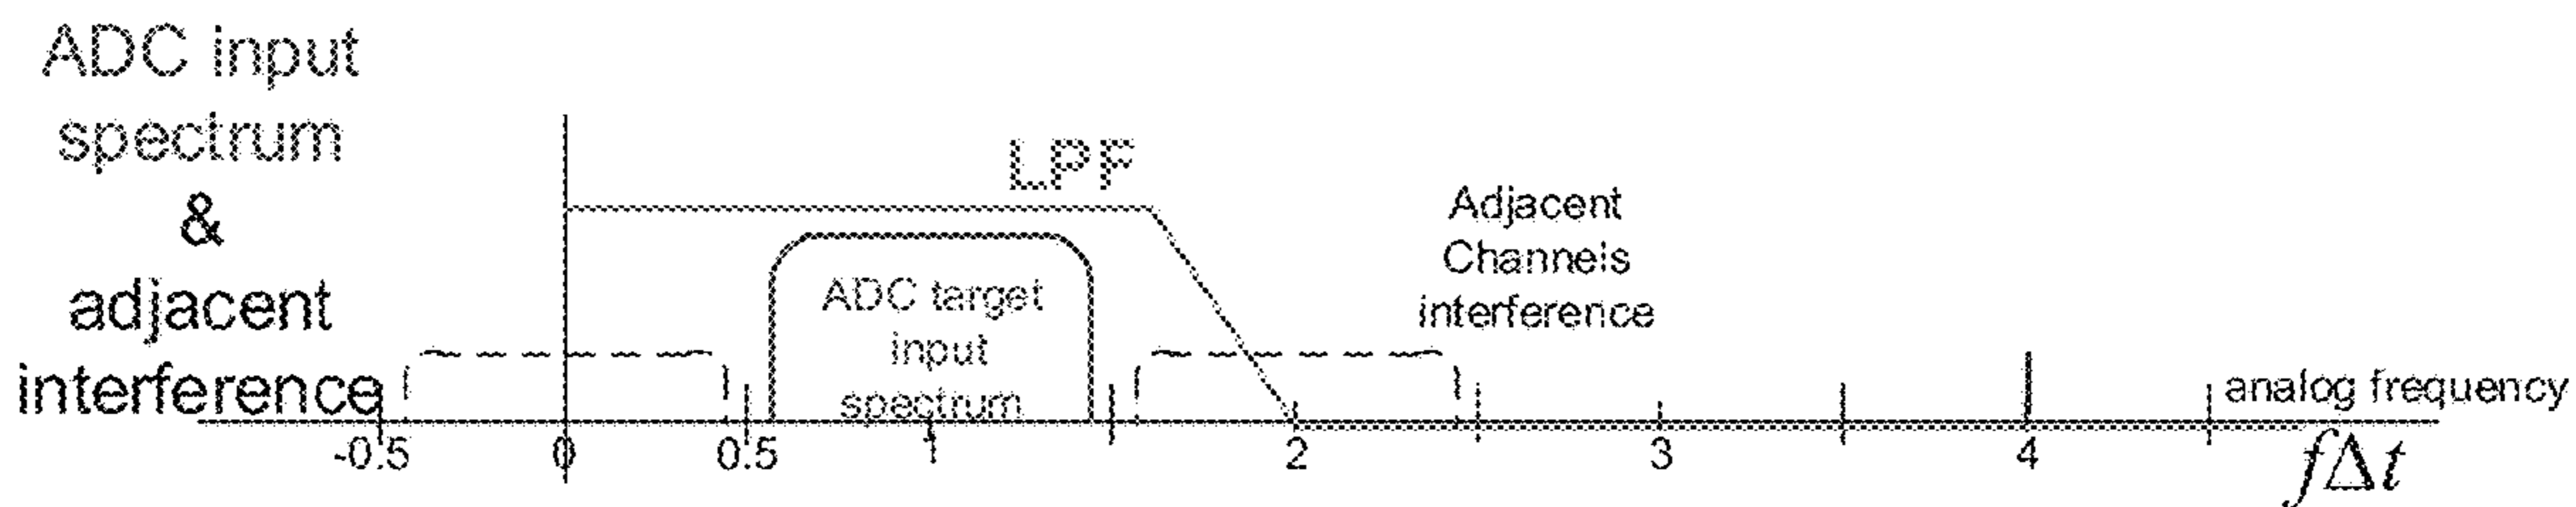 ADC input
spectrum
&
adjacent
interference
LPF
ADC target
input
spectrum
Adjacent
Channels
interference
analog frequency
-0.5 0 0.5 1 2 3 4
fΔt